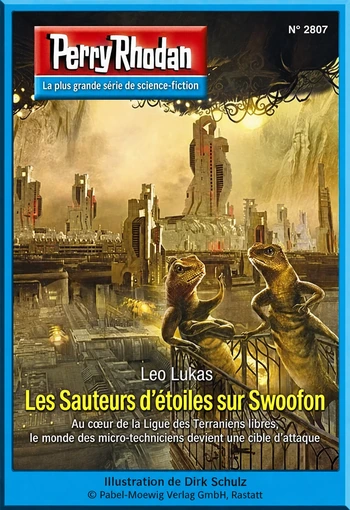 Perry Rhodan
N° 2807
La plus grande série de science-fiction
Leo Lukas
Les Sauteurs d'étoiles sur Swoofon
Au cœur de la Ligue des Terraniens libres,
le monde des micro-techniciens devient une cible d'attaque
Illustration de Dirk Schulz
© Pabel-Moewig Verlag GmbH, Rastatt